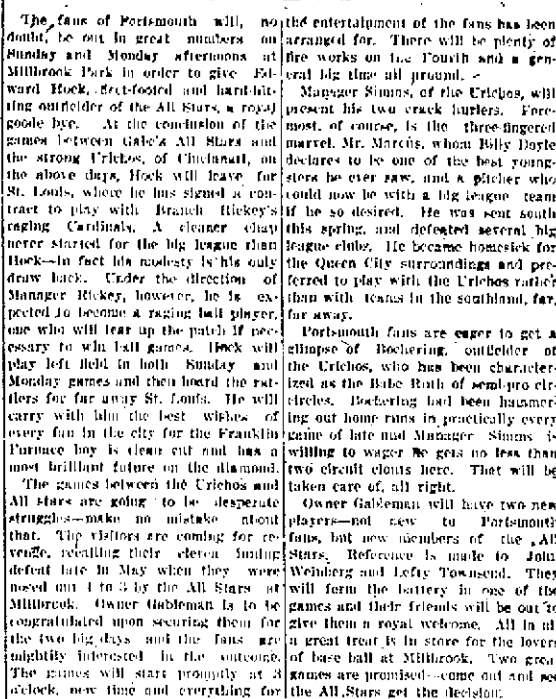 The fans of Portsmouth will, no
doubt, be out in great numbers on
Sunday and Monday afternoons at
Millbrook Park in order to give Ed-
ward Hock, fleet-footed and hard-hit-
ting outfielder of the All Stars, a royal
goode bye. At the conclusion of the
games between Gable's All Stars and
the strong Crichos, of Cincinnati, on
the above days, Hock will leave for
St. Louis, where he has signed a con-
tract to play with Branch Rickey's
raging Cardinals. A cleaner chap
never started for the big league than
Hock—in fact his modesty is his only
draw back. Under the direction of
Manager Rickey, however, he is ex-
pected to become a raging ball player,
one who will tear up the patch if nec-
essary to win ball games. Hock will
play left field in both Sunday and
Monday games and then board the rat-
tlers for far away St. Louis. He will
carry with him the best wishes of
every fan in the city for the Franklin
Furnace boy is clean cut and has a
most brilliant future on the diamond.
The games between the Crichos and
All Stars are going to be desperate
struggles—make no mistake about
that. The visitors are coming for re-
venge, recalling their eleven inning
defeat late in May when they were
nosed out 4 to 3 by the All Stars at
Millbrook. Owner Gableman is to be
congratulated upon securing them for
the two big days and the fans are
mightily interested in the outcome.
The games will start promptly at 3
o'clock, new time and everything for
the entertainment of the fans has been
arranged for. There will be plenty of
fire works on the Fourth and a gen-
eral big time all around.
Manager Simms, of the Crichos, will
present his two crack hurlers. Fore-
most, of course, is the three-fingered
marvel, Mr. Marcus, whom Billy Doyle
declares to be one of the best young-
sters he ever saw, and a pitcher who
could now be with a big league team
if he so desired. He was sent south
this spring, and defeated several big
league clubs. He became homesick for
the Queen City surroundings and pre-
ferred to play with the Crichos rather
than with teams in the southland, far,
far away.
Portsmouth fans are eager to get a
glimpse of Bockering, outfielder of
the Crichos, who has been character-
ized as the Babe Ruth of semi-pro cir-
circles. Bockering had been hammer-
ing out home runs in practically every
game of late and Manager Simms is
willing to wager he gets no less than
two circuit clouts here. That will be
taken care of, all right.
Owner Gableman will have two new
players—not new to Portsmouth
fans, but new members of the All
Stars. Reference is made to John
Weinberg and Lefty Townsend. They
will form the battery in one of the
games and their friends will be out to
give them a royal welcome. All in all
a great treat is in store for the lovers
of base ball at Millbrook. Two great
games are promised—come out and see
the All Stars get the decision.